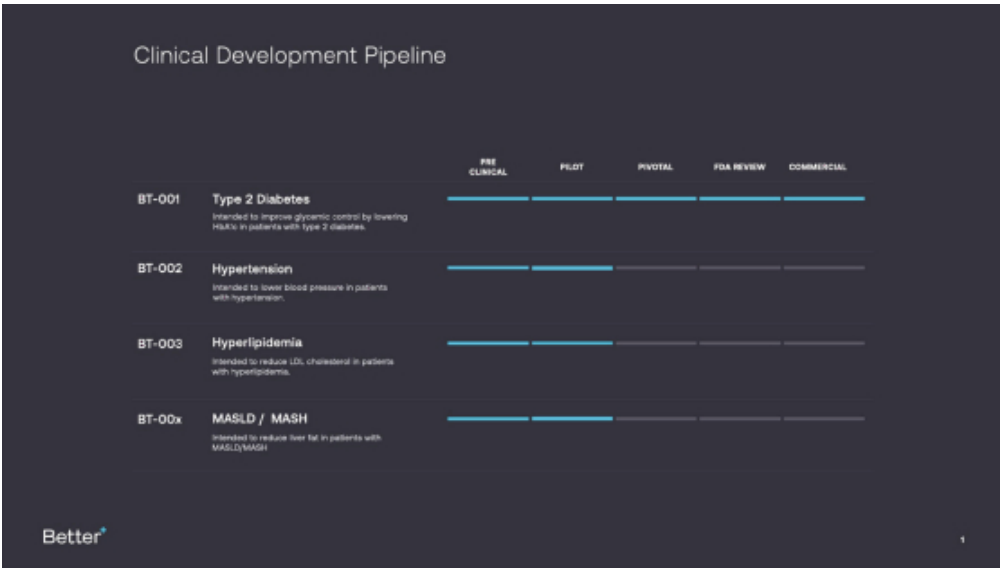 Clinical Development Pipeline
PRE
CLINICAL
PILOT
PIVOTAL
FDA REVIEW
COMMERCIAL
BT-001
Type 2 Diabetes
Intended to improve glycemic control by lowering
HbA1c in patients with type 2 diabetes.
BT-002
Hypertension
Intended to lower blood pressure in patients
with hypertension.
BT-003
Hyperlipidemia
Intended to reduce LDL cholesterol in patients
with hyperlipidemia.
BT-00x
MASLD / MASH
Intended to reduce liver fat in patients with
MASLD/MASH
Better*
1